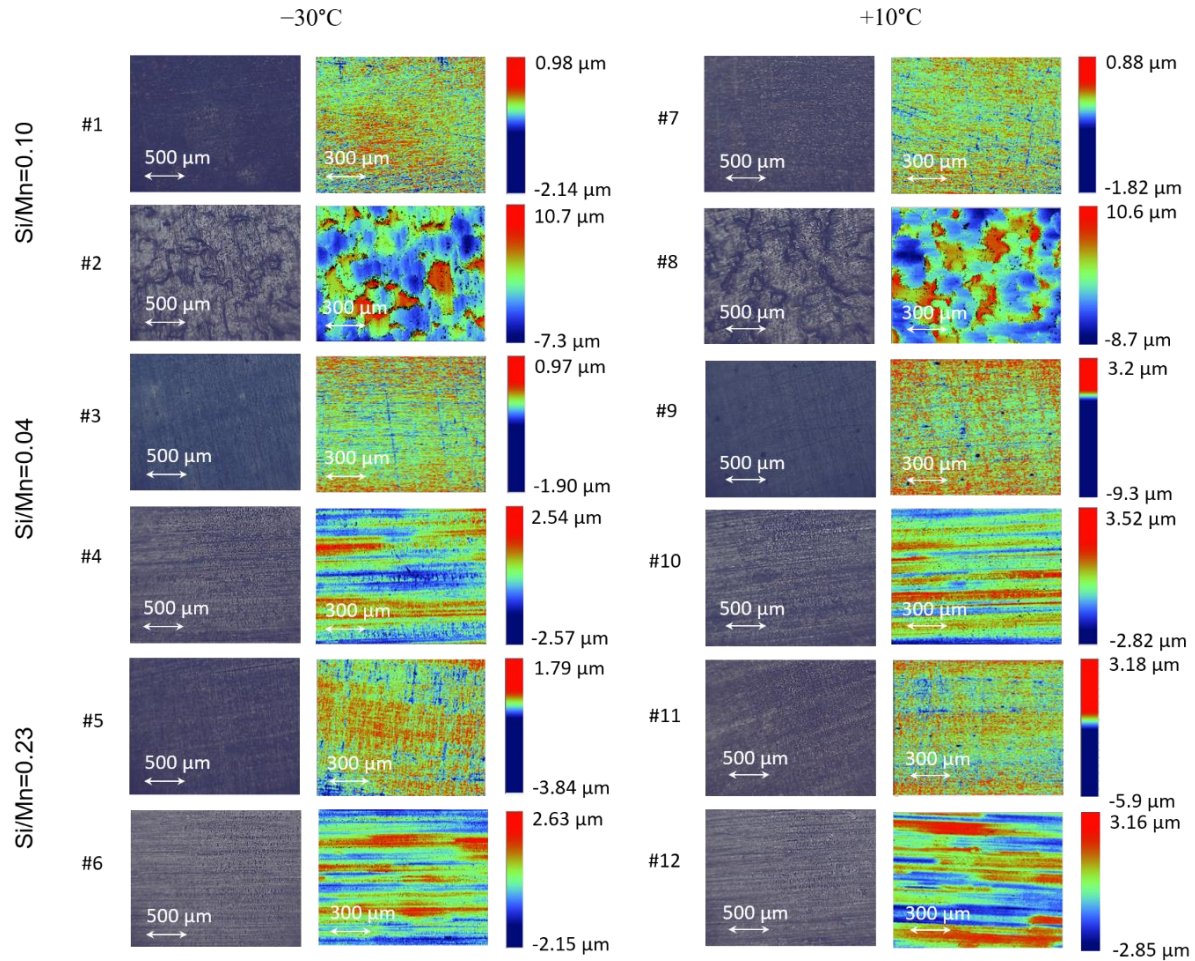 −30°C
+10°C
Si/Mn=0.10
#1
500 µm
300 µm
0.98 µm
-2.14 µm
#7
500 µm
300 µm
0.88 µm
-1.82 µm
#2
500 µm
300 µm
10.7 µm
-7.3 µm
#8
500 µm
300 µm
10.6 µm
-8.7 µm
Si/Mn=0.04
#3
500 µm
300 µm
0.97 µm
-1.90 µm
#9
500 µm
300 µm
3.2 µm
-9.3 µm
#4
500 µm
300 µm
2.54 µm
-2.57 µm
#10
500 µm
300 µm
3.52 µm
-2.82 µm
Si/Mn=0.23
#5
500 µm
300 µm
1.79 µm
-3.84 µm
#11
500 µm
300 µm
3.18 µm
-5.9 µm
#6
500 µm
300 µm
2.63 µm
-2.15 µm
#12
500 µm
300 µm
3.16 µm
-2.85 µm